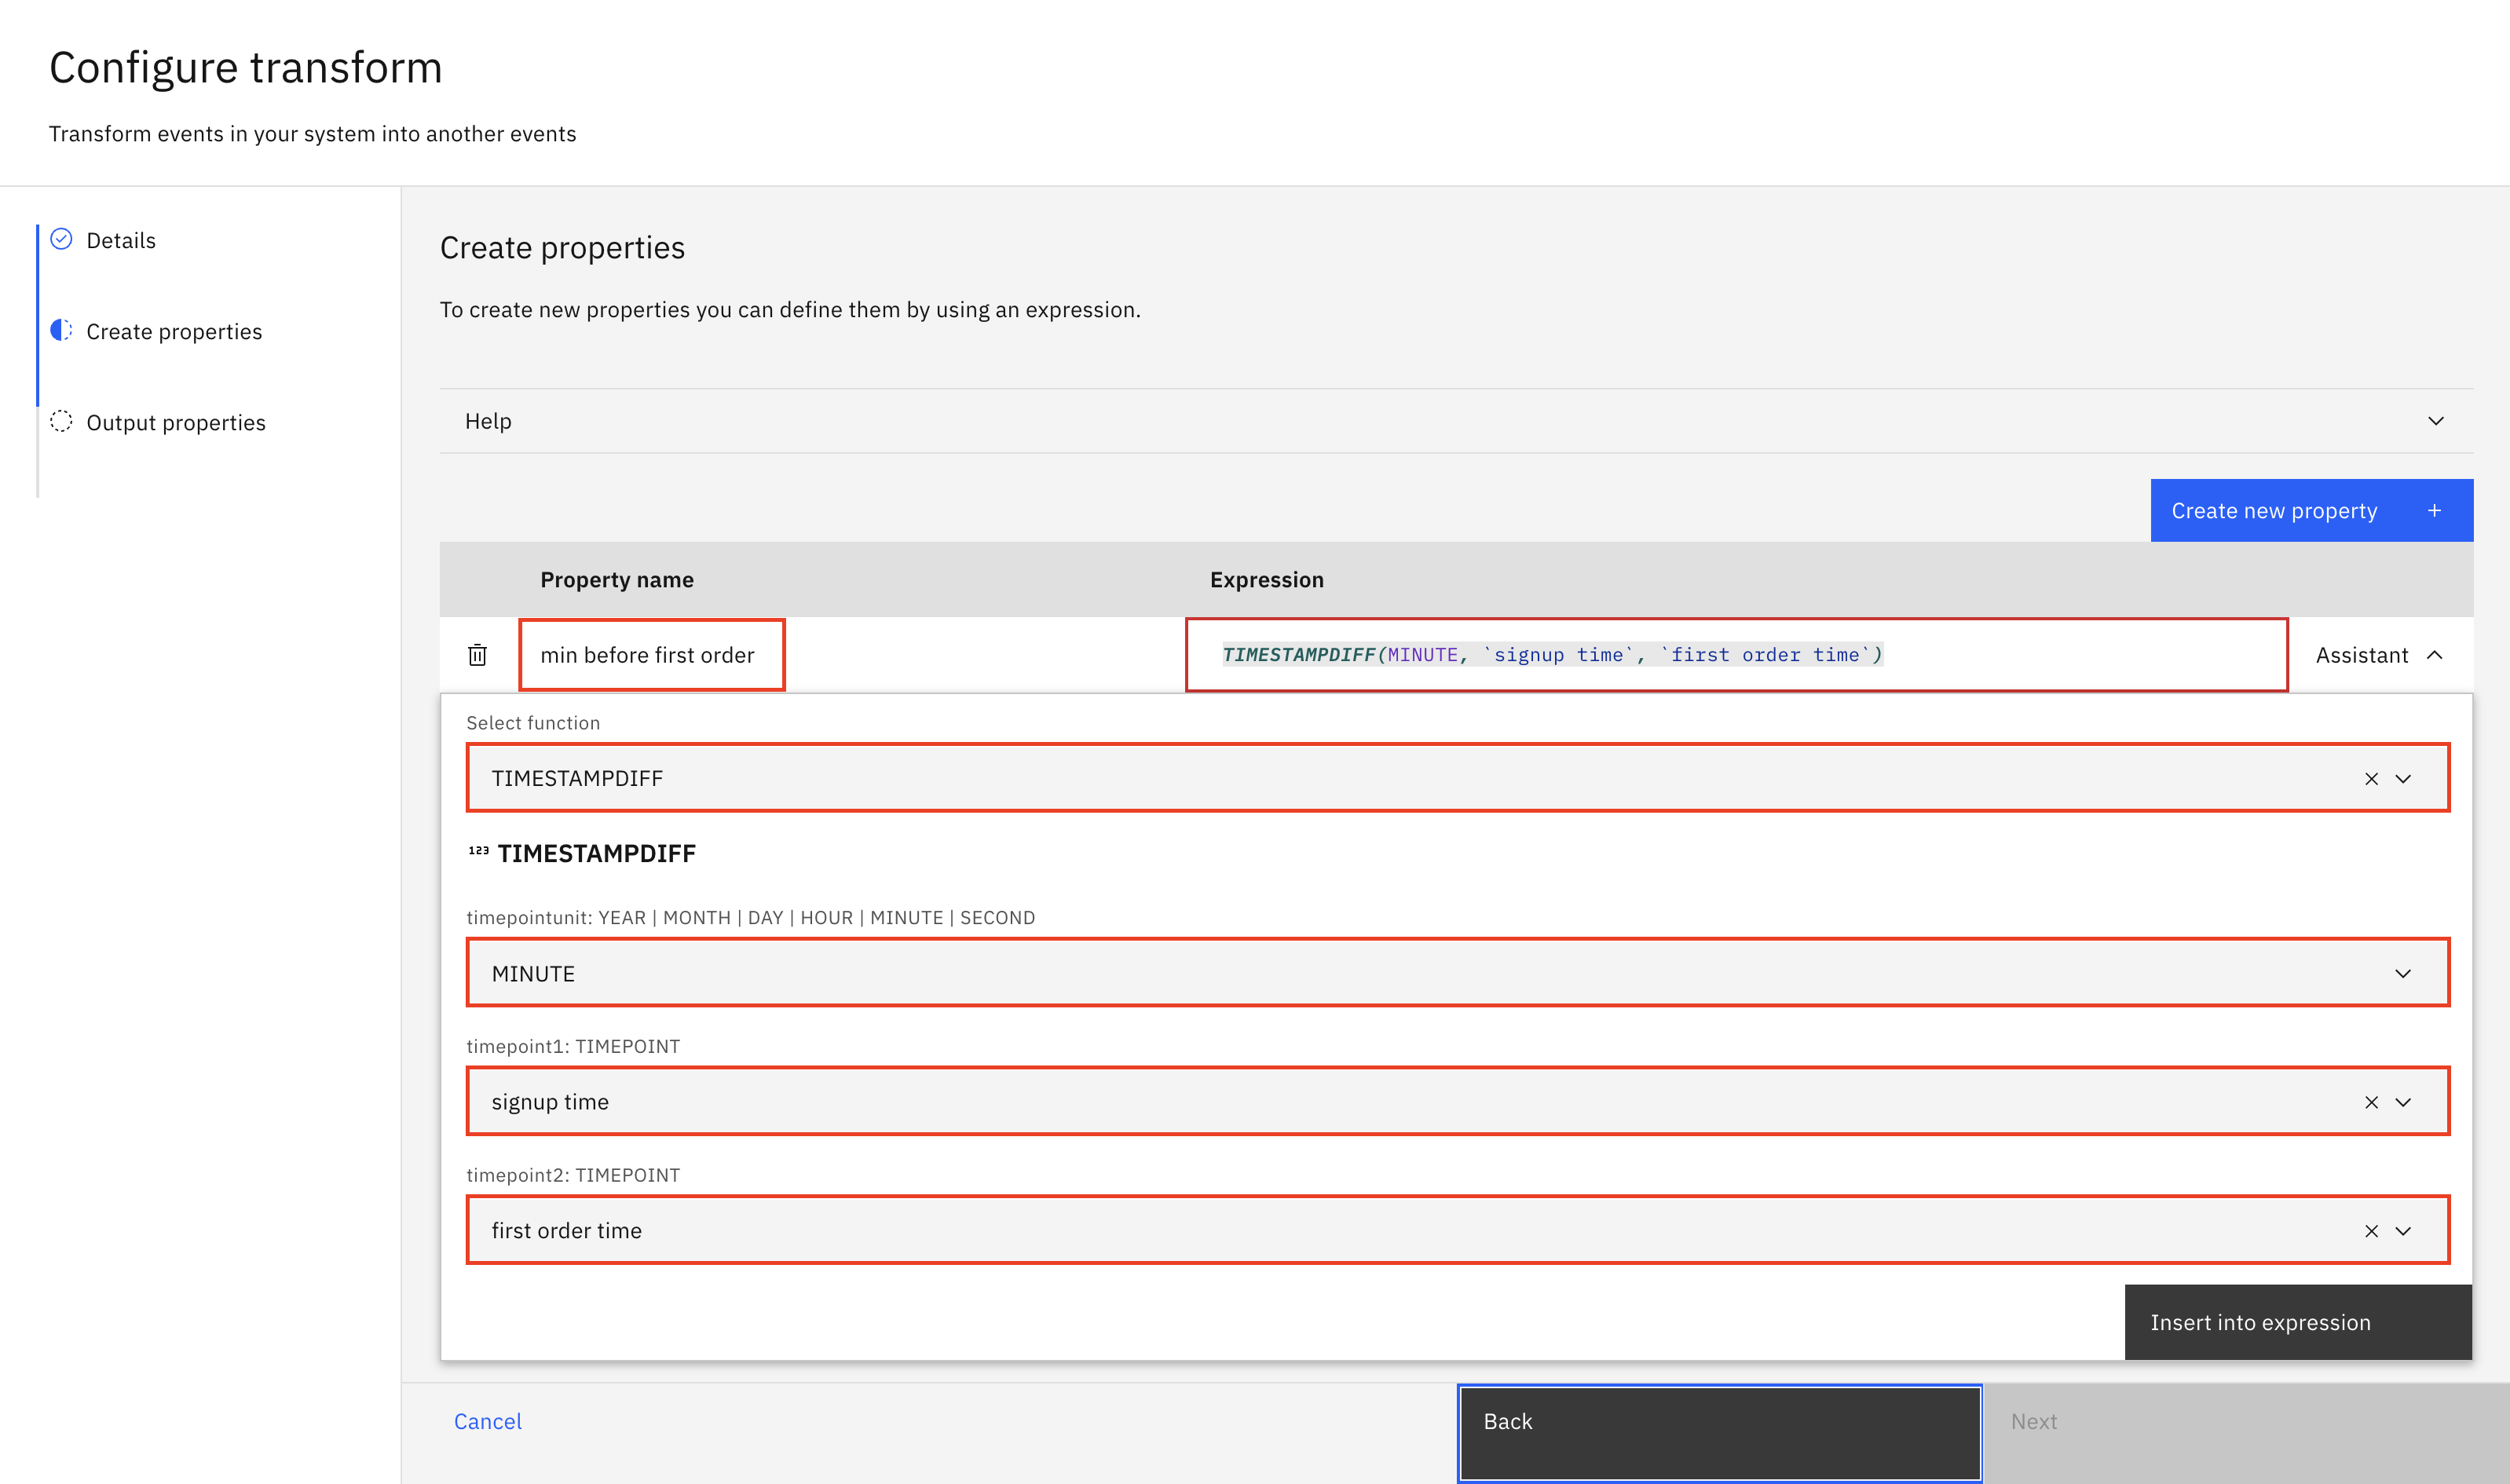 Configure transform
Transform events in your system into another events
Details
Create properties
Output properties
Create properties
To create new properties you can define them by using an expression.
Help
Create new property
Property name Expression
min before first order TIMESTAMPDIFF(MINUTE, `signup time`, `first order time`) Assistant
Select function
TIMESTAMPDIFF
123 TIMESTAMPDIFF
timepointunit: YEAR | MONTH | DAY | HOUR | MINUTE | SECOND
MINUTE
timepoint1: TIMEPOINT
signup time
timepoint2: TIMEPOINT
first order time
Insert into expression
Cancel Back Next